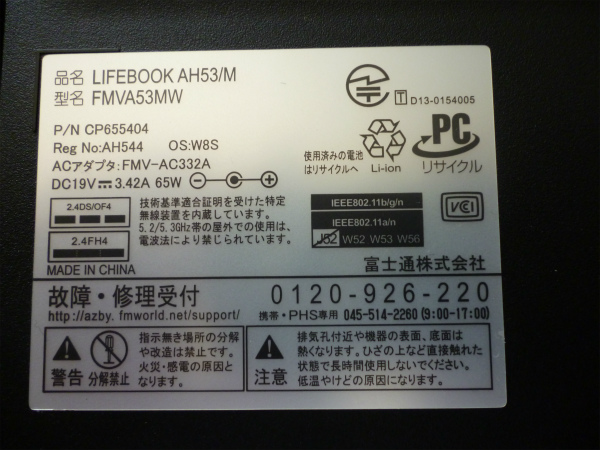 品名 LIFEBOOK AH53/M
型名 FMVA53MW
T D13-0154005
P/N CP655404
Reg No:AH544 OS:W8S
ACアダプタ:FMV-AC332A
DC19V 3.42A 65W
使用済みの電池
はリサイクルへ
Li-ion
PC
リサイクル
2.4DS/OF4
2.4FH4
技術基準適合証明を受けた特定
無線装置を内蔵しています。
5.2/5.3GHz帯の屋外での使用は、
電波法により禁じられています。
IEEE802.11b/g/n
IEEE802.11a/n
J52 W52 W53 W56
VCI
MADE IN CHINA
富士通株式会社
故障・修理受付
0120-926-220
http://azby.fmworld.net/support/
携帯・PHS専用 045-514-2260 (9:00-17:00)
警告
分解禁止
指示無き場所の分解
や改造は禁止です。
火災・感電の原因と
なります。
注意
排気孔付近や機器の表面、底面は
熱くなります。ひざの上など直接触れた
状態で長時間使用しないでください。
低温やけどの原因になります。